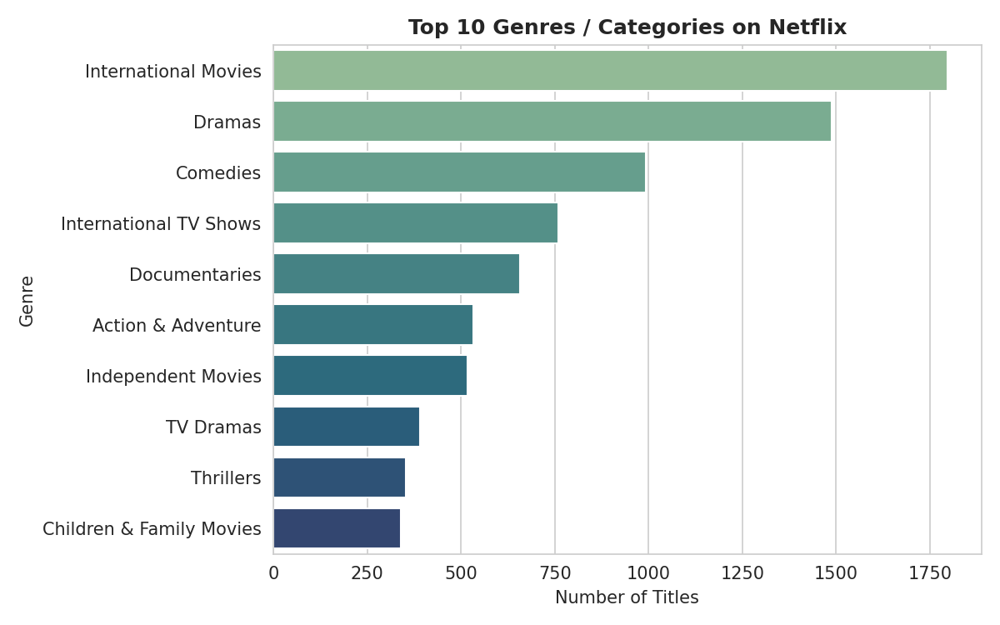 Top 10 Genres / Categories on Netflix
International Movies
Dramas
Comedies
International TV Shows
Documentaries
Action & Adventure
Independent Movies
TV Dramas
Thrillers
Children & Family Movies
Genre
0 250 500 750 1000 1250 1500 1750
Number of Titles